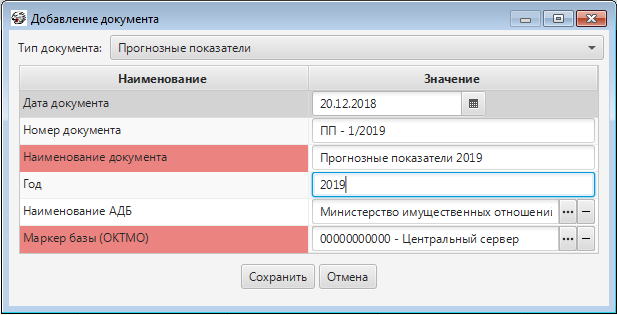 Добавление документа
Тип документа: Прогнозные показатели
Наименование Значение
Дата документа 20.12.2018
Номер документа ПП - 1/2019
Наименование документа Прогнозные показатели 2019
Год 2019
Наименование АДБ Министерство имущественных отношени
Маркер базы (ОКТМО) 00000000000 - Центральный сервер
Сохранить Отмена